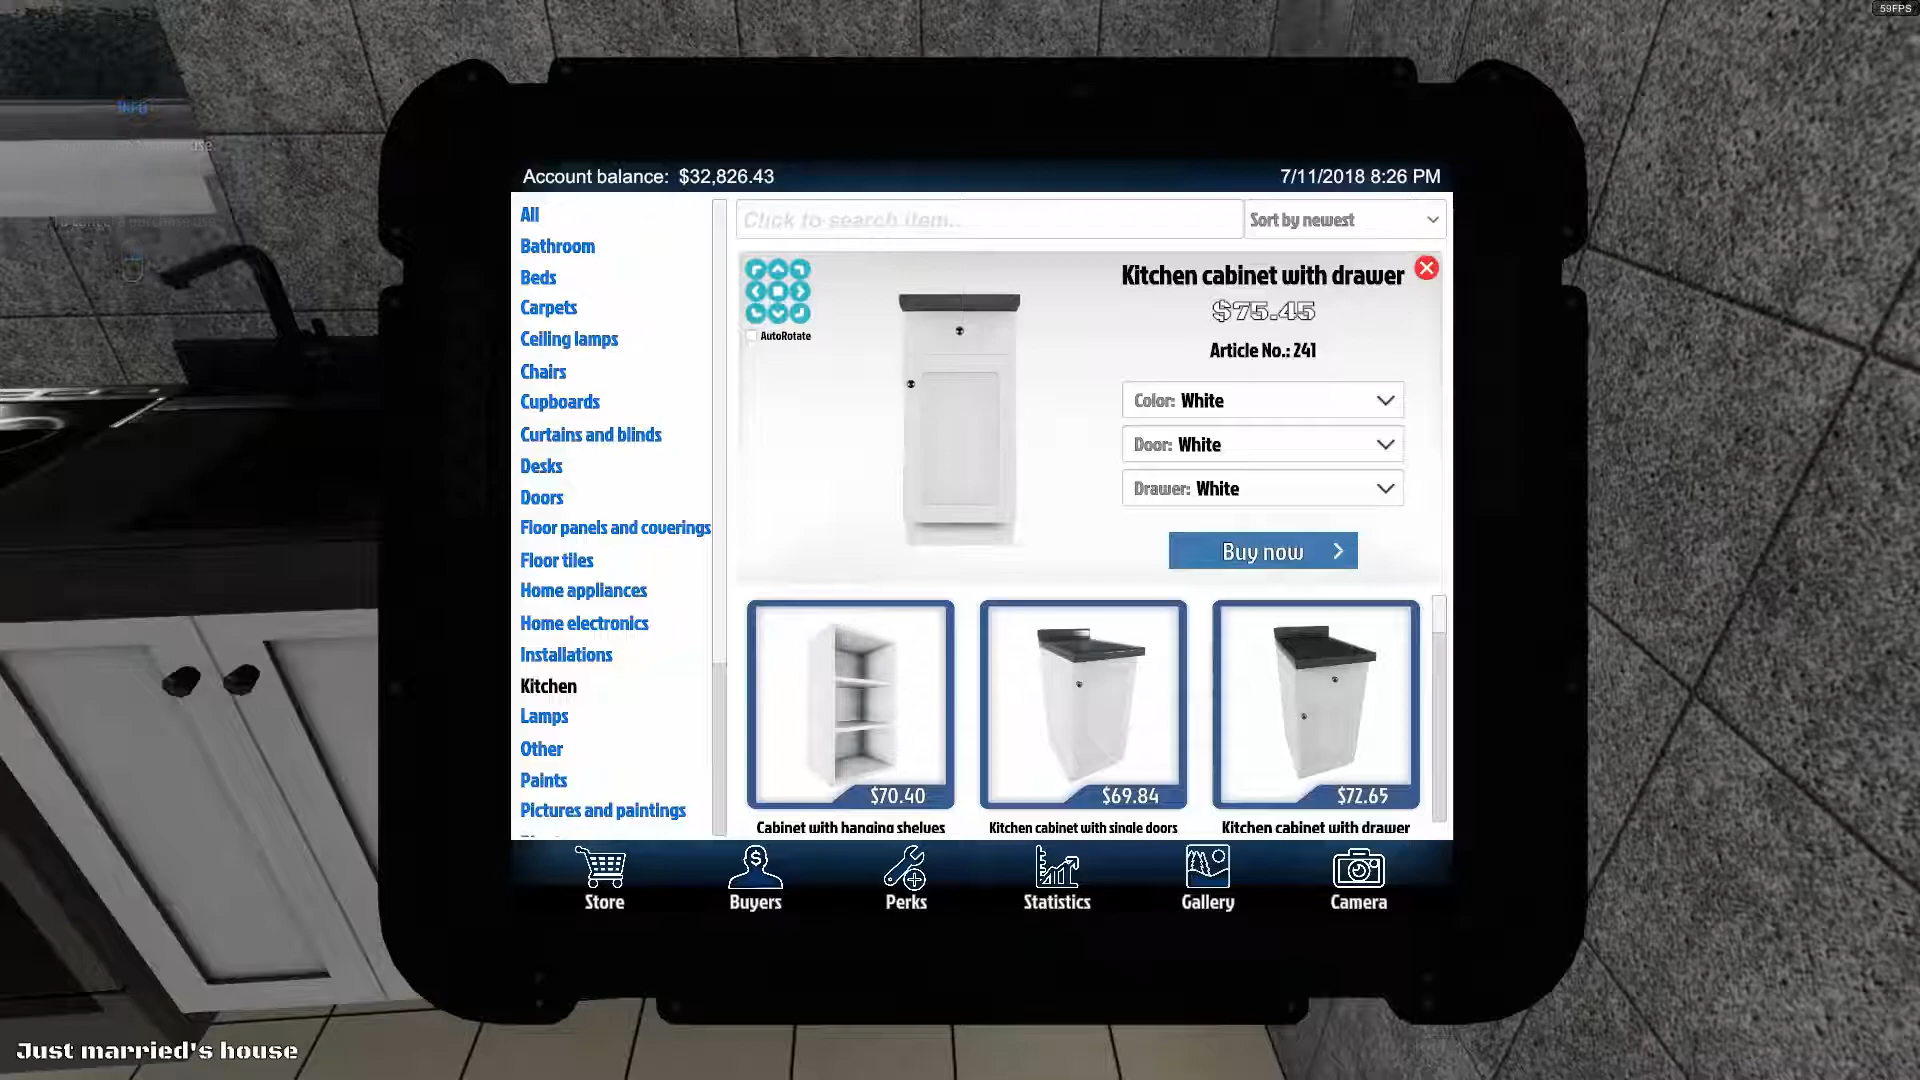 59FPS
INFO
Account balance: $32,826.43
7/11/2018 8:26 PM
All
Bathroom
Beds
Carpets
Ceiling lamps
Chairs
Cupboards
Curtains and blinds
Desks
Doors
Floor panels and coverings
Floor tiles
Home appliances
Home electronics
Installations
Kitchen
Lamps
Other
Paints
Pictures and paintings
Click to search item..
Sort by newest
AutoRotate
Kitchen cabinet with drawer
$75.45
Article No.: 241
Color: White
Door: White
Drawer: White
Buy now
$70.40
Cabinet with hanging shelves
$69.84
Kitchen cabinet with single doors
$72.65
Kitchen cabinet with drawer
Store
Buyers
Perks
Statistics
Gallery
Camera
Just married's house